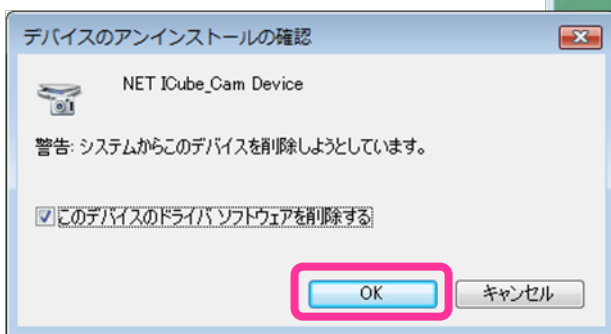 デバイスのアンインストールの確認
NET ICube_Cam Device
警告: システムからこのデバイスを削除しようとしています。
このデバイスのドライバ ソフトウェアを削除する
OK
キャンセル